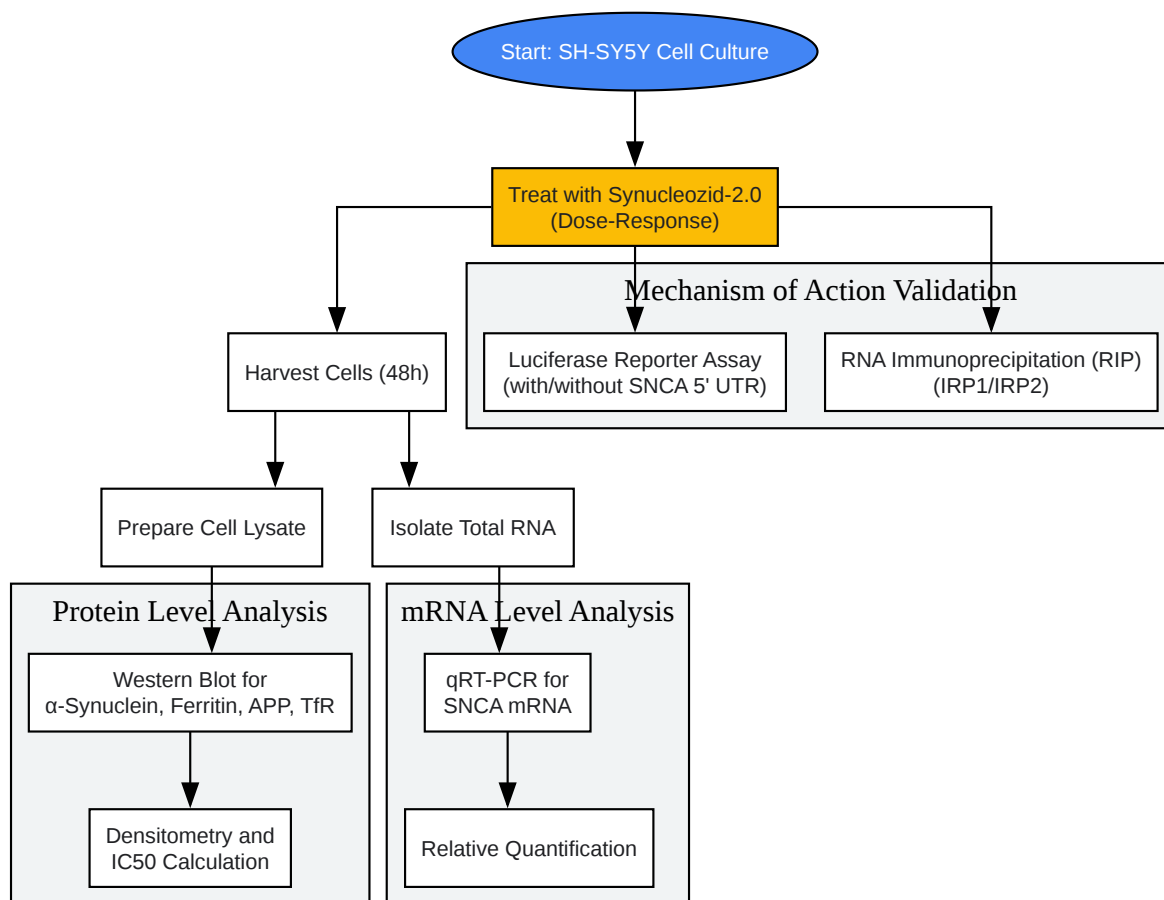 Start: SH-SY5Y Cell Culture
Treat with Synucleozid-2.0
(Dose-Response)
Mechanism of Action Validation
Harvest Cells (48h)
Luciferase Reporter Assay
(with/without SNCA 5' UTR)
RNA Immunoprecipitation (RIP)
(IRP1/IRP2)
Prepare Cell Lysate
Isolate Total RNA
Protein Level Analysis
mRNA Level Analysis
Western Blot for
α-Synuclein, Ferritin, APP, TfR
qRT-PCR for
SNCA mRNA
Densitometry and
IC50 Calculation
Relative Quantification